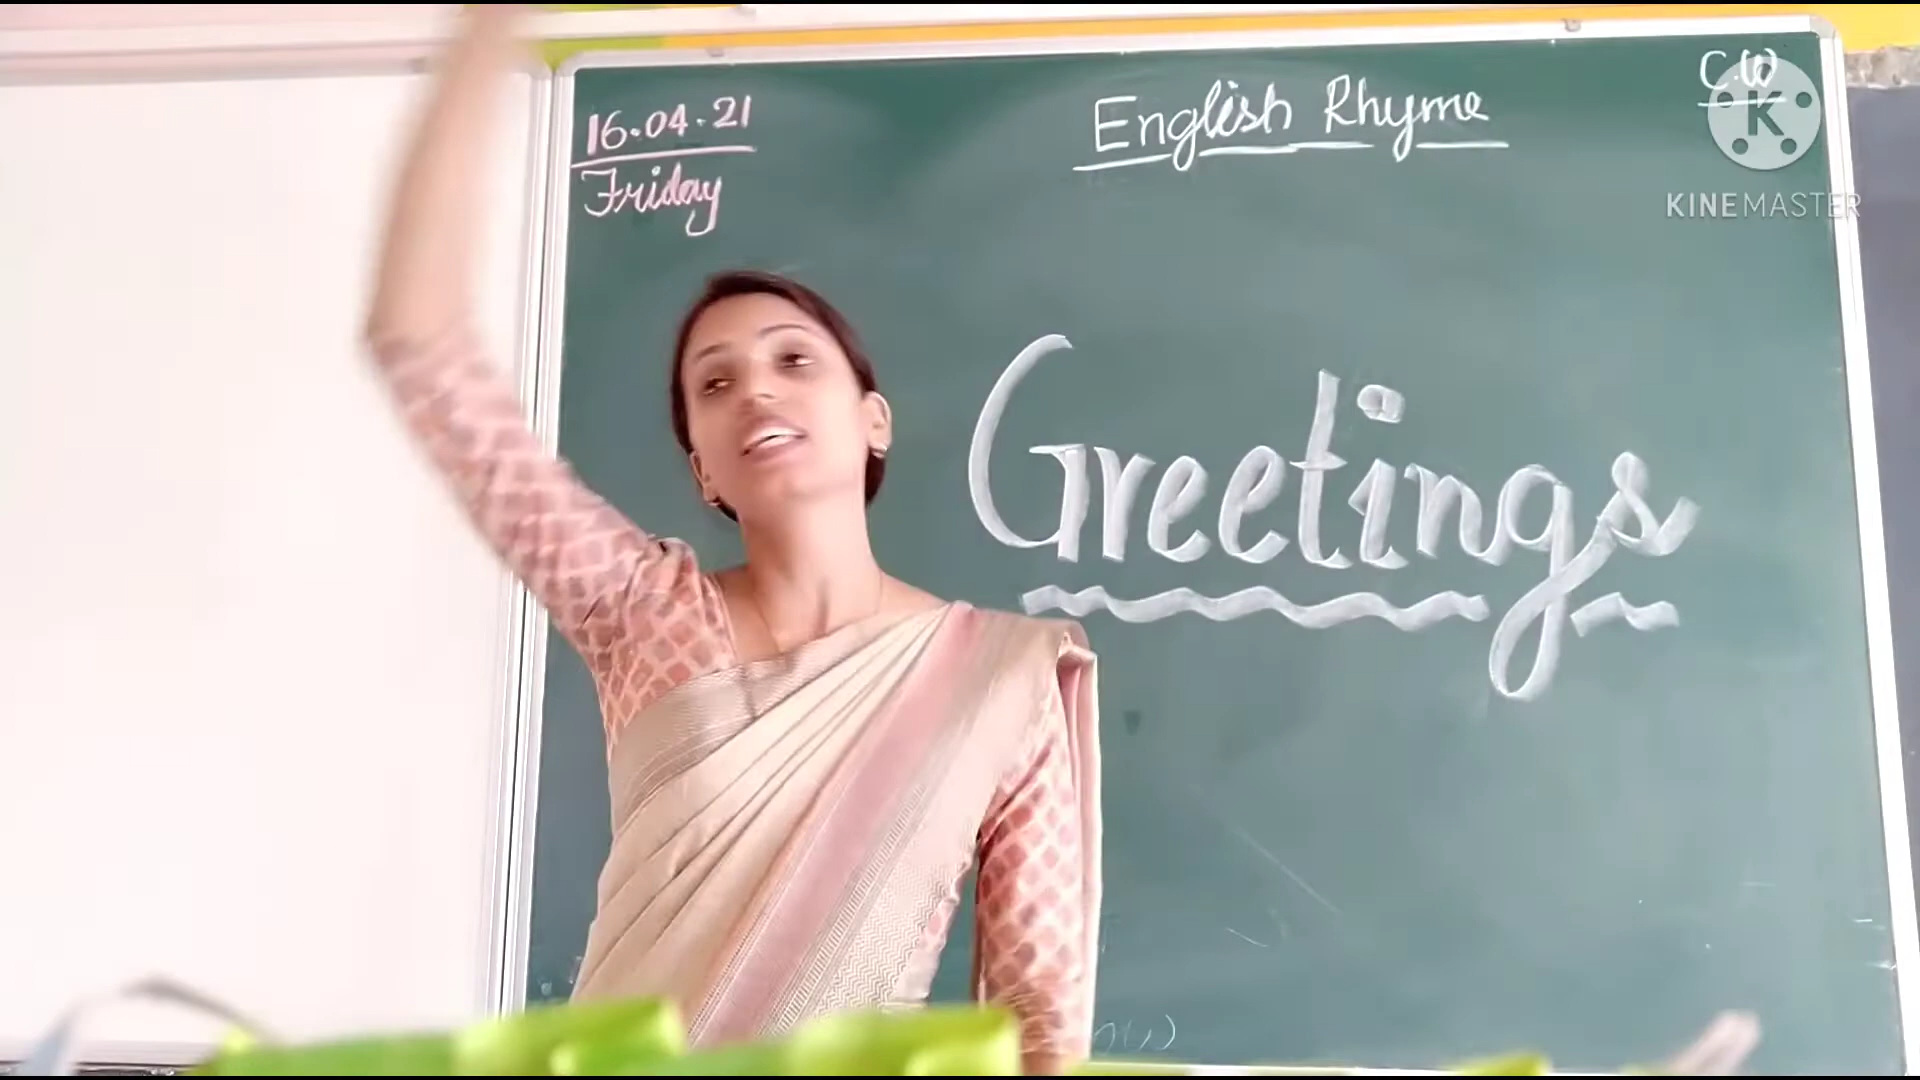 16.04.21
Friday
English Rhyme
C.W
K
KINEMASTER
Greetings